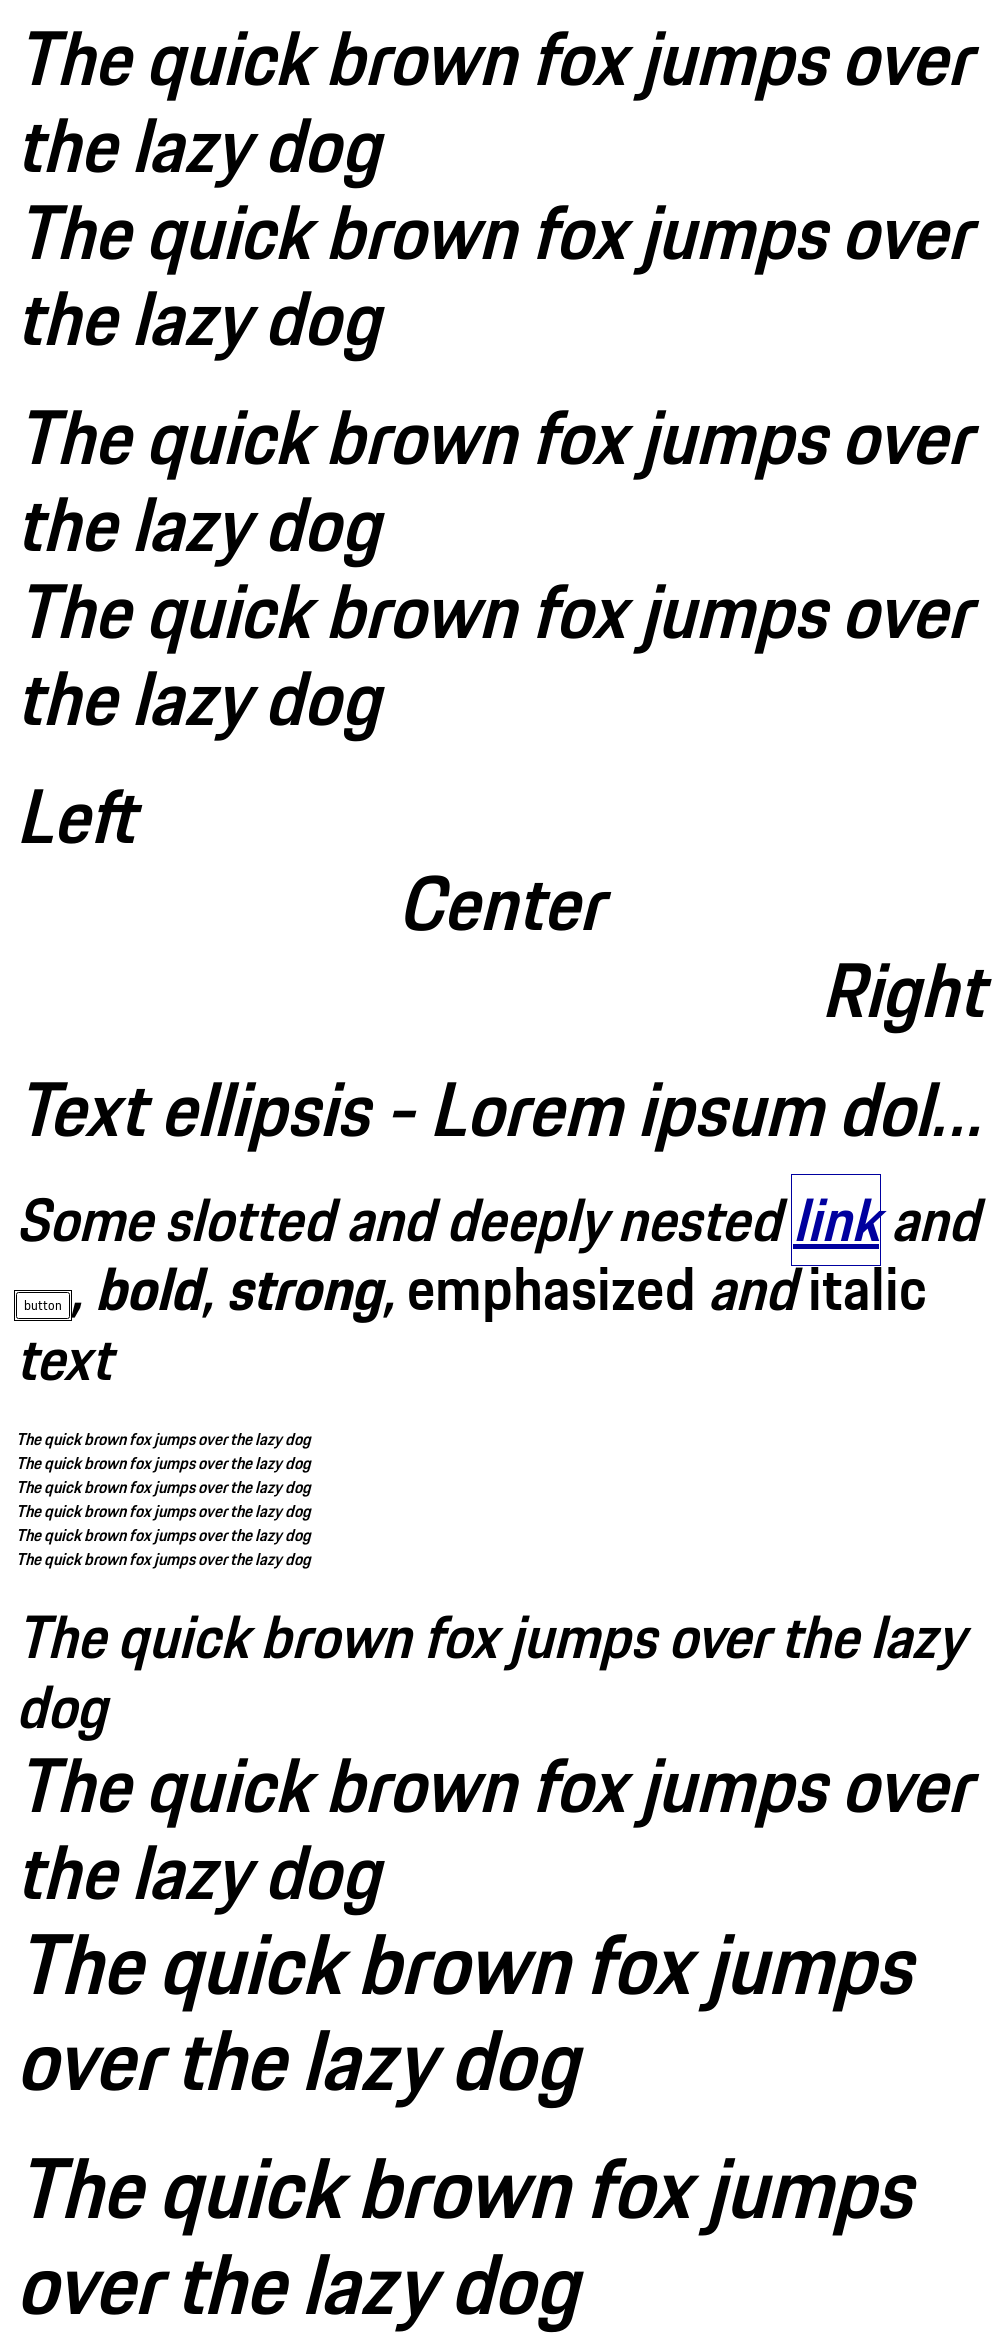 The quick brown fox jumps over
the lazy dog
The quick brown fox jumps over
the lazy dog
The quick brown fox jumps over
the lazy dog
The quick brown fox jumps over
the lazy dog
Left
Center
Right
Text ellipsis - Lorem ipsum dol...
Some slotted and deeply nested link and
button, bold, strong, emphasized and italic
text
The quick brown fox jumps over the lazy dog
The quick brown fox jumps over the lazy dog
The quick brown fox jumps over the lazy dog
The quick brown fox jumps over the lazy dog
The quick brown fox jumps over the lazy dog
The quick brown fox jumps over the lazy dog
The quick brown fox jumps over the lazy
dog
The quick brown fox jumps over
the lazy dog
The quick brown fox jumps
over the lazy dog
The quick brown fox jumps
over the lazy dog